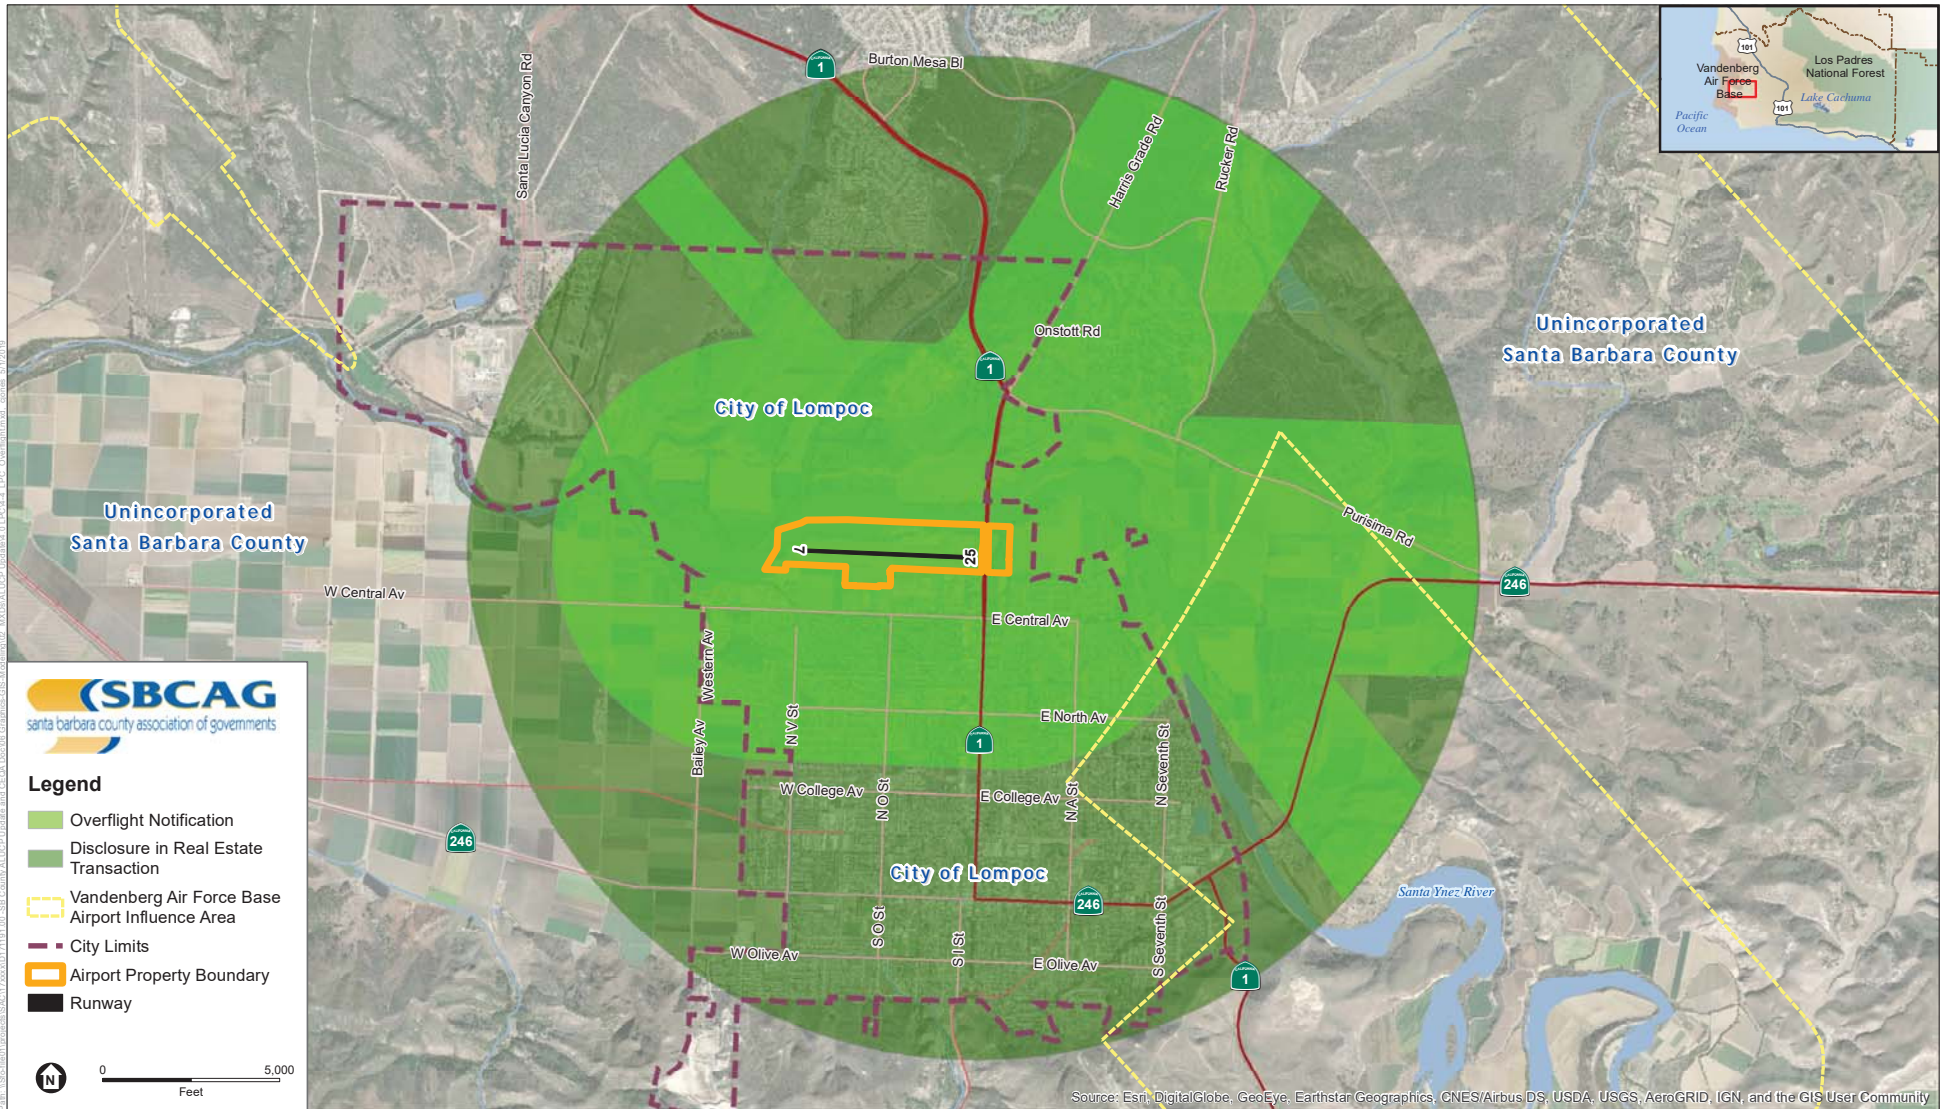 CALIFORNIA
1
Burton Mesa Bl
Santa Lucia Canyon Rd
Harris Grade Rd
Rucker Rd
101
Vandenberg
Air Force
Base
Los Padres
National Forest
101
Lake Cachuma
Pacific
Ocean
Onstott Rd
CALIFORNIA
1
Unincorporated
Santa Barbara County
City of Lompoc
Unincorporated
Santa Barbara County
Purisima Rd
7
25
CALIFORNIA
246
W Central Av
E Central Av
Western Av
Bailey Av
N V St
E North Av
N Seventh St
CALIFORNIA
1
W College Av
N O St
E College Av
N A St
CALIFORNIA
246
City of Lompoc
CALIFORNIA
246
Santa Ynez River
S O St
S I St
S Seventh St
W Olive Av
E Olive Av
CALIFORNIA
1
SBCAG
santa barbara county association of governments
Legend
Overflight Notification
Disclosure in Real Estate
Transaction
Vandenberg Air Force Base
Airport Influence Area
City Limits
Airport Property Boundary
Runway
N
0
5,000
Feet
Source: Esri, DigitalGlobe, GeoEye, Earthstar Geographics, CNES/Airbus DS, USDA, USGS, AeroGRID, IGN, and the GIS User Community